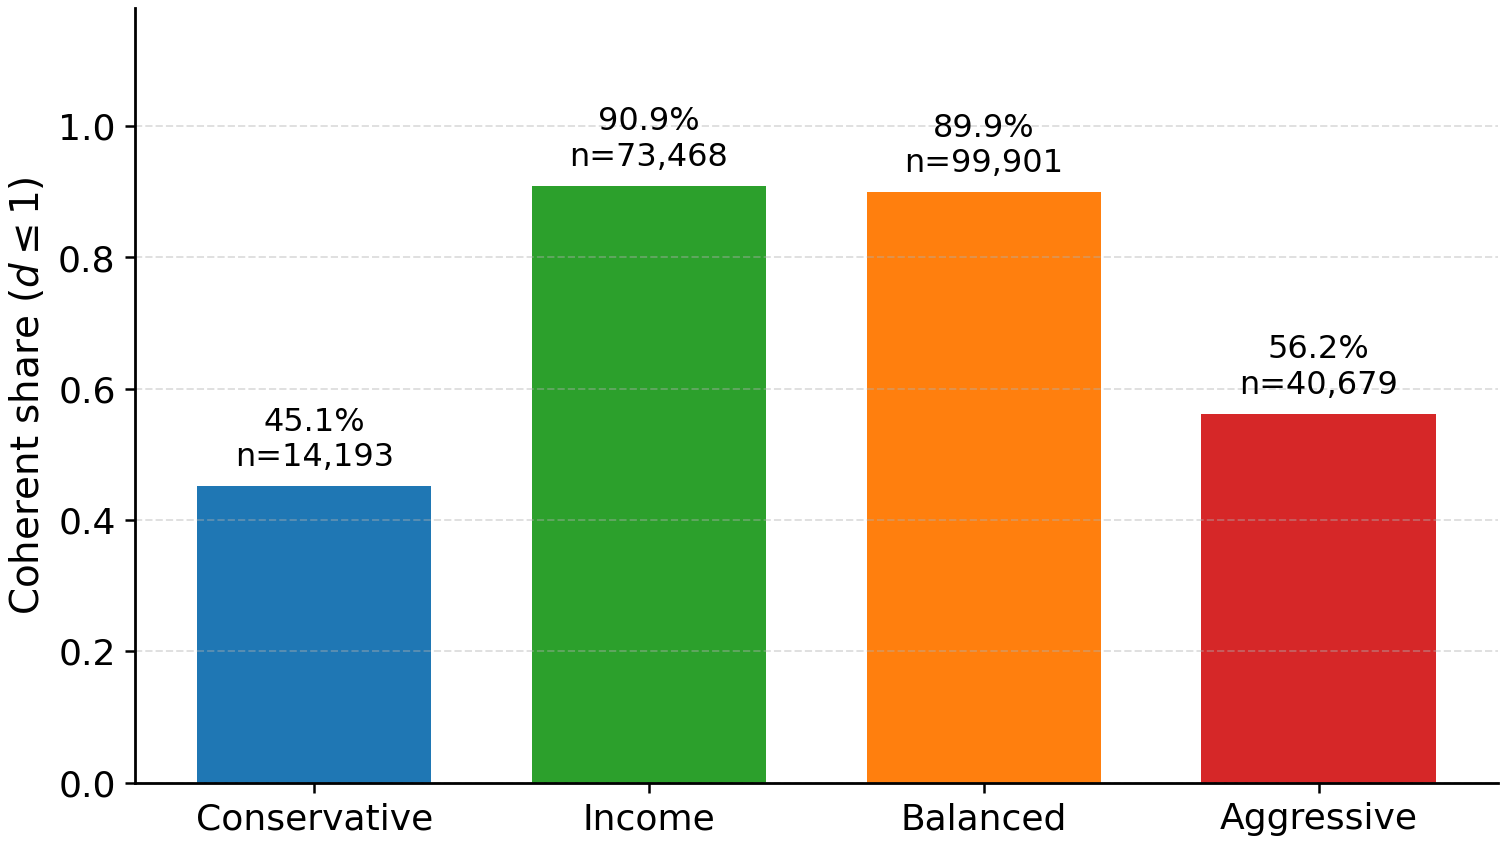 Coherent share (d ≤ 1)
1.0
0.8
0.6
0.4
0.2
0.0
45.1%
n=14,193
90.9%
n=73,468
89.9%
n=99,901
56.2%
n=40,679
Conservative
Income
Balanced
Aggressive